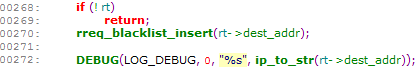 00268:     if (! rt)
00269:         return;
00270:     rreq_blacklist_insert(rt->dest_addr);
00271:
00272:     DEBUG(LOG_DEBUG, 0, "%s", ip_to_str(rt->dest_addr));